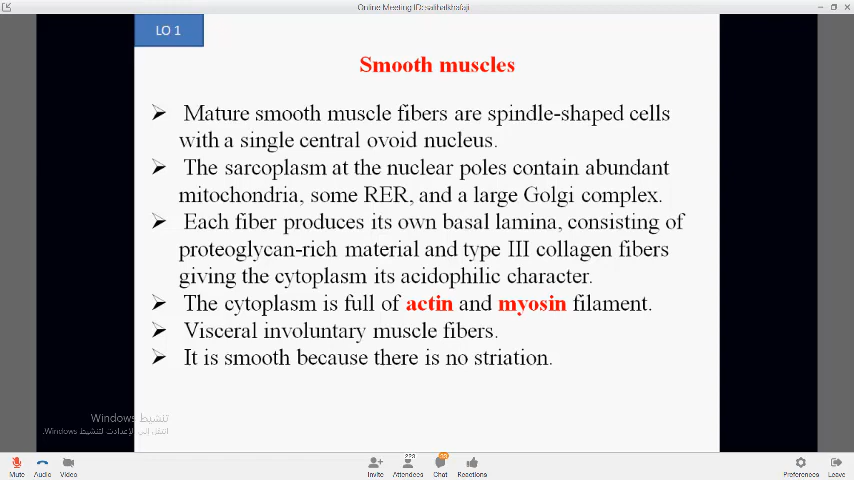 Online Meeting ID: salihalkhafaji
LO 1
Smooth muscles
➢ Mature smooth muscle fibers are spindle-shaped cells
with a single central ovoid nucleus.
➢ The sarcoplasm at the nuclear poles contain abundant
mitochondria, some RER, and a large Golgi complex.
➢ Each fiber produces its own basal lamina, consisting of
proteoglycan-rich material and type III collagen fibers
giving the cytoplasm its acidophilic character.
➢ The cytoplasm is full of actin and myosin filament.
➢ Visceral involuntary muscle fibers.
➢ It is smooth because there is no striation.
تنشيط Windows
انتقل إلى الإعدادات لتنشيط Windows.
223
Mute Audio Video Invite Attendees Chat Reactions Preferences Leave